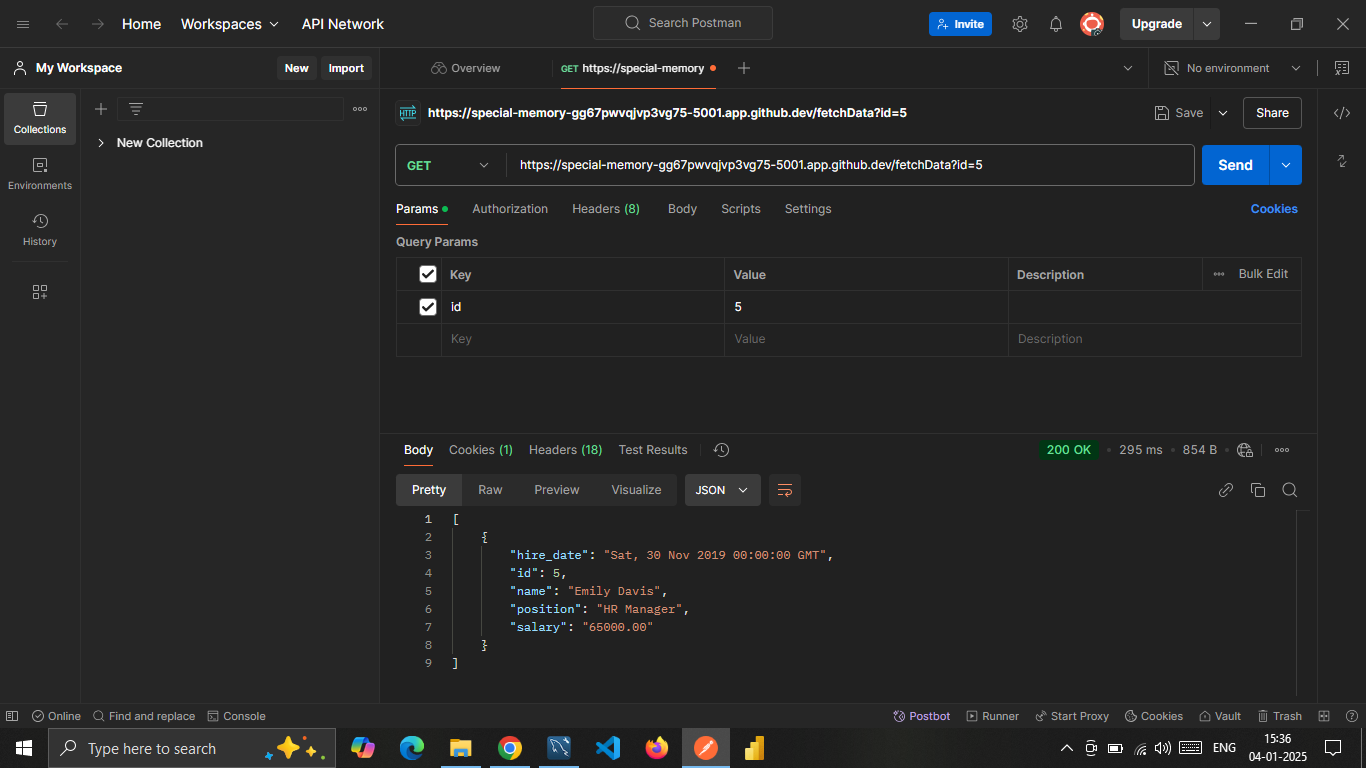 Home Workspaces API Network Search Postman Invite Upgrade
My Workspace New Import Overview GET https://special-memory No environment
Collections
Environments
History
New Collection
HTTP https://special-memory-gg67pwvqjvp3vg75-5001.app.github.dev/fetchData?id=5 Save Share
GET https://special-memory-gg67pwvqjvp3vg75-5001.app.github.dev/fetchData?id=5 Send
Params Authorization Headers (8) Body Scripts Settings Cookies
Query Params
Key Value Description Bulk Edit
id 5
Key Value Description
Body Cookies (1) Headers (18) Test Results 200 OK 295 ms 854 B
Pretty Raw Preview Visualize JSON
1 [
2 {
3 "hire_date": "Sat, 30 Nov 2019 00:00:00 GMT",
4 "id": 5,
5 "name": "Emily Davis",
6 "position": "HR Manager",
7 "salary": "65000.00"
8 }
9 ]
Online Find and replace Console Postbot Runner Start Proxy Cookies Vault Trash
Type here to search ENG 15:36
04-01-2025